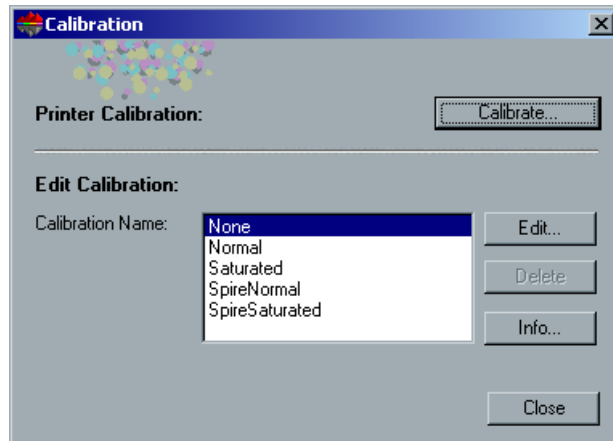 Calibration
Printer Calibration:
Calibrate...
Edit Calibration:
Calibration Name:
None
Normal
Saturated
SpireNormal
SpireSaturated
Edit...
Delete
Info...
Close